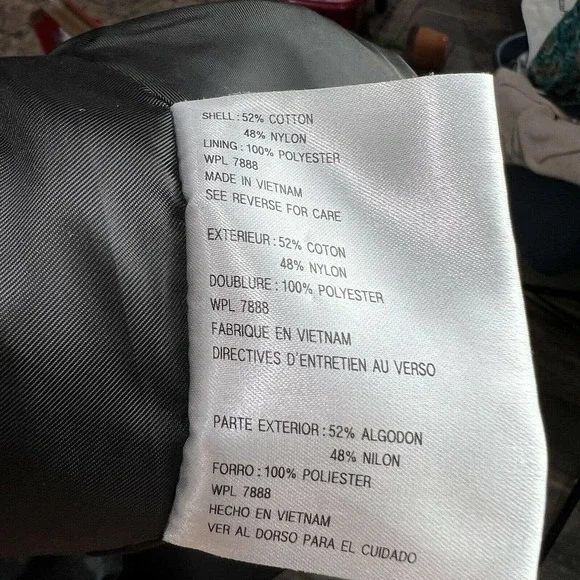 SHELL : 52% COTTON
48% NYLON
LINING : 100% POLYESTER
WPL 7888
MADE IN VIETNAM
SEE REVERSE FOR CARE
EXTERIEUR : 52% COTON
48% NYLON
DOUBLURE : 100% POLYESTER
WPL 7888
FABRIQUE EN VIETNAM
DIRECTIVES D'ENTRETIEN AU VERSO
PARTE EXTERIOR : 52% ALGODON
48% NILON
FORRO : 100% POLIESTER
WPL 7888
HECHO EN VIETNAM
VER AL DORSO PARA EL CUIDADO